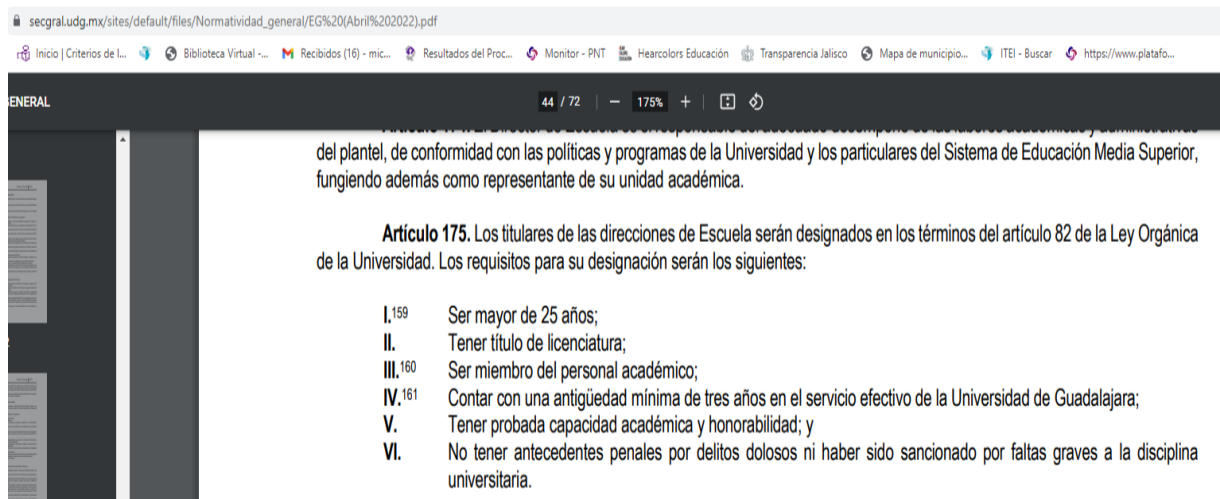 secgral.udg.mx/sites/default/files/Normatividad_general/EG%20(Abril%202022).pdf
Inicio | Criterios de I... Biblioteca Virtual -... Recibidos (16) - mic... Resultados del Proc... Monitor - PNT Hearcolors Educación Transparencia Jalisco Mapa de municipio... ITEI - Buscar https://www.platafo...
ENERAL 44 / 72 | − 175% + |
del plantel, de conformidad con las políticas y programas de la Universidad y los particulares del Sistema de Educación Media Superior,
fungiendo además como representante de su unidad académica.
Artículo 175. Los titulares de las direcciones de Escuela serán designados en los términos del artículo 82 de la Ley Orgánica
de la Universidad. Los requisitos para su designación serán los siguientes:
I.159 Ser mayor de 25 años;
II. Tener título de licenciatura;
III.160 Ser miembro del personal académico;
IV.161 Contar con una antigüedad mínima de tres años en el servicio efectivo de la Universidad de Guadalajara;
V. Tener probada capacidad académica y honorabilidad; y
VI. No tener antecedentes penales por delitos dolosos ni haber sido sancionado por faltas graves a la disciplina
universitaria.